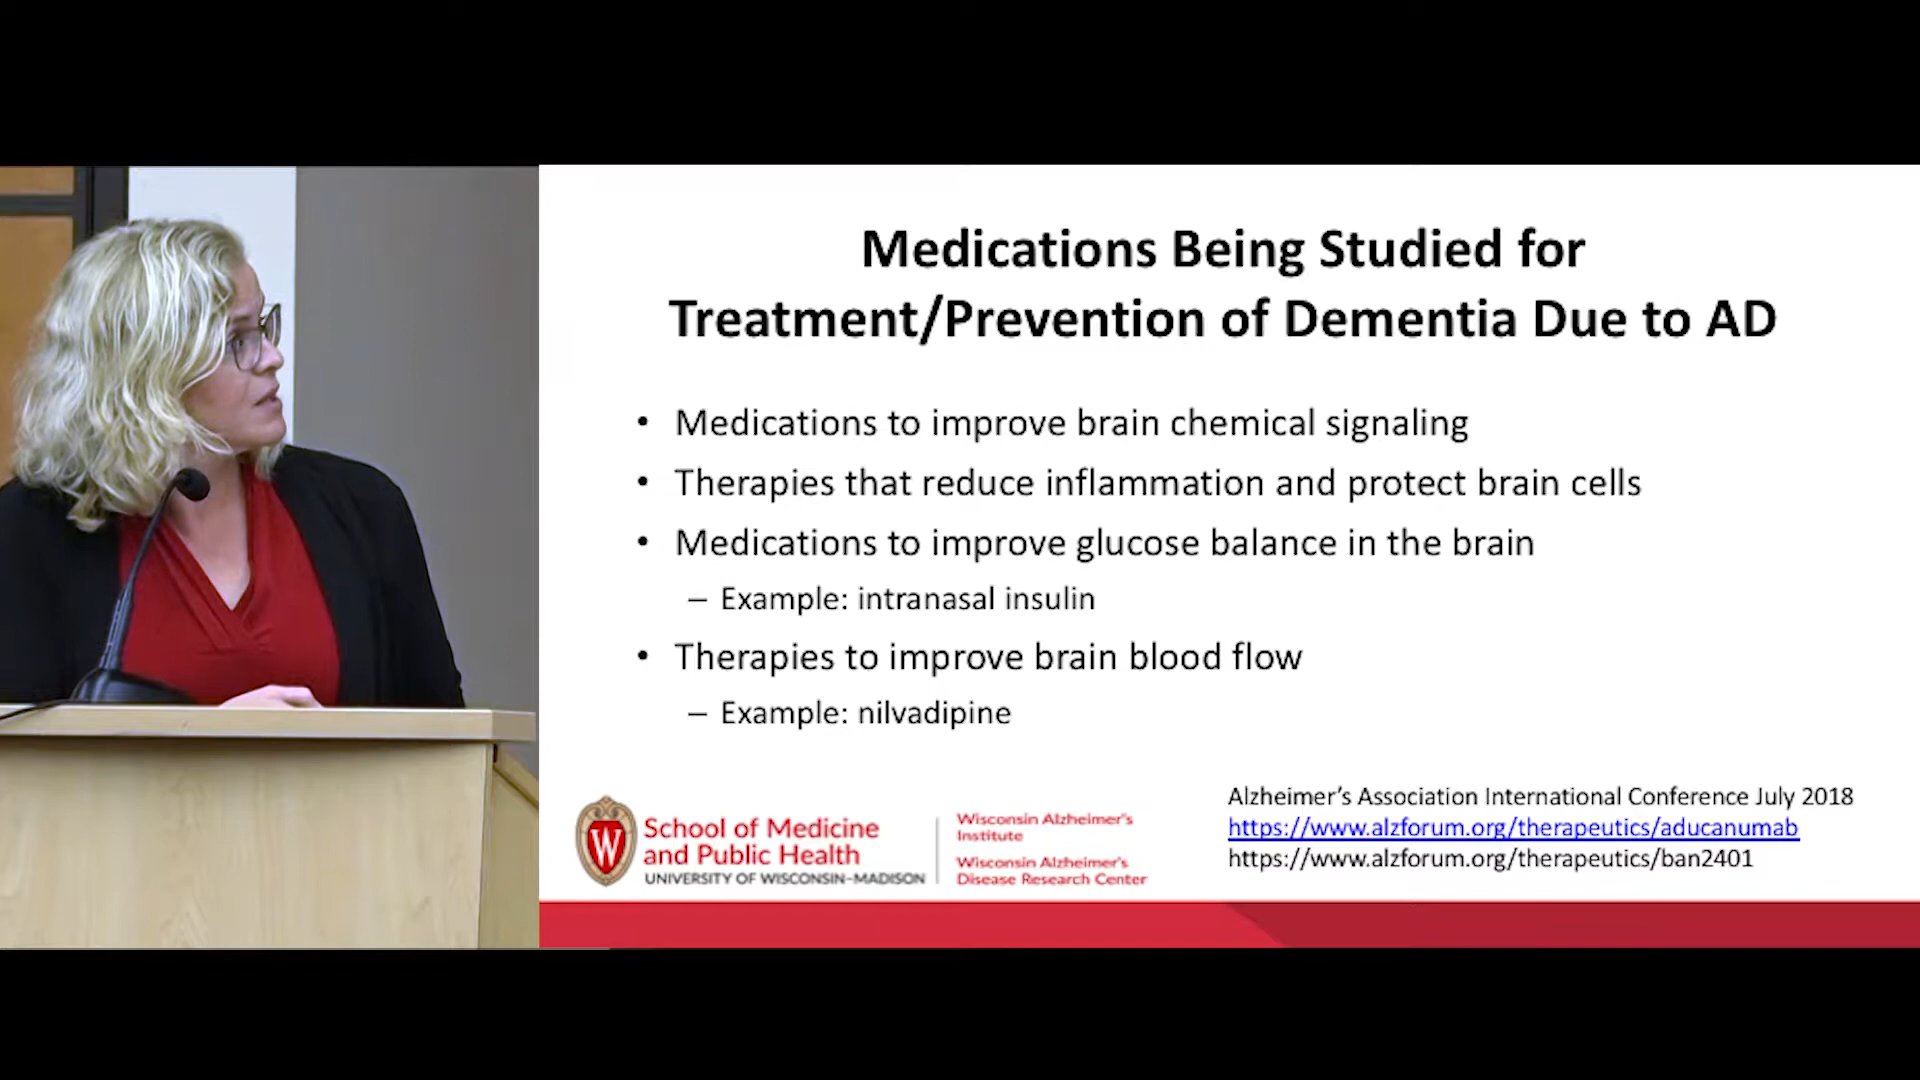 Medications Being Studied for
Treatment/Prevention of Dementia Due to AD
• Medications to improve brain chemical signaling
• Therapies that reduce inflammation and protect brain cells
• Medications to improve glucose balance in the brain
– Example: intranasal insulin
• Therapies to improve brain blood flow
– Example: nilvadipine
W
School of Medicine
and Public Health
UNIVERSITY OF WISCONSIN–MADISON
Wisconsin Alzheimer's
Institute
Wisconsin Alzheimer's
Disease Research Center
Alzheimer’s Association International Conference July 2018
https://www.alzforum.org/therapeutics/aducanumab
https://www.alzforum.org/therapeutics/ban2401